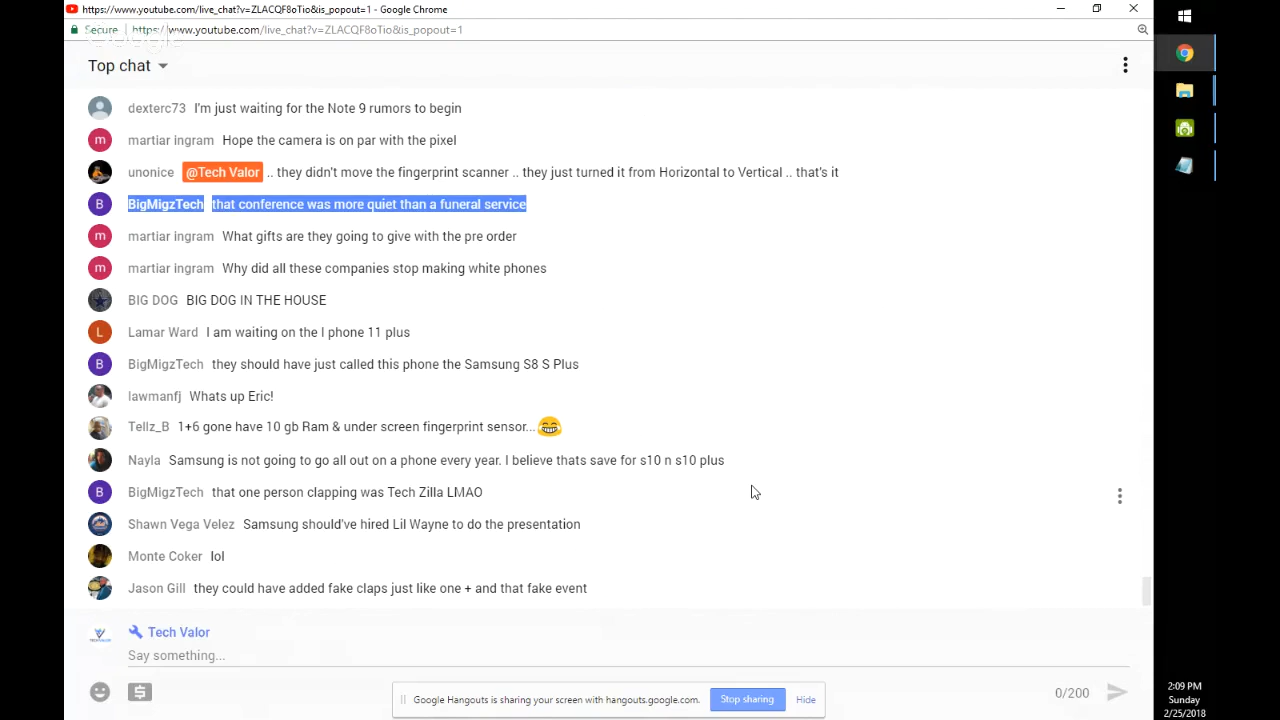 https://www.youtube.com/live_chat?v=ZLACQF8oTio&is_popout=1 - Google Chrome
Secure | https://www.youtube.com/live_chat?v=ZLACQF8oTio&is_popout=1
Google
Top chat
dexterc73 I'm just waiting for the Note 9 rumors to begin
m martiar ingram Hope the camera is on par with the pixel
unonice @Tech Valor .. they didn't move the fingerprint scanner .. they just turned it from Horizontal to Vertical .. that's it
B BigMigzTech that conference was more quiet than a funeral service
m martiar ingram What gifts are they going to give with the pre order
m martiar ingram Why did all these companies stop making white phones
BIG DOG BIG DOG IN THE HOUSE
L Lamar Ward I am waiting on the I phone 11 plus
B BigMigzTech they should have just called this phone the Samsung S8 S Plus
lawmanfj Whats up Eric!
Tellz_B 1+6 gone have 10 gb Ram & under screen fingerprint sensor...😂
Nayla Samsung is not going to go all out on a phone every year. I believe thats save for s10 n s10 plus
B BigMigzTech that one person clapping was Tech Zilla LMAO
Shawn Vega Velez Samsung should've hired Lil Wayne to do the presentation
Monte Coker lol
Jason Gill they could have added fake claps just like one + and that fake event
Tech Valor
Say something...
Google Hangouts is sharing your screen with hangouts.google.com. Stop sharing Hide
0/200
2:09 PM
Sunday
2/25/2018